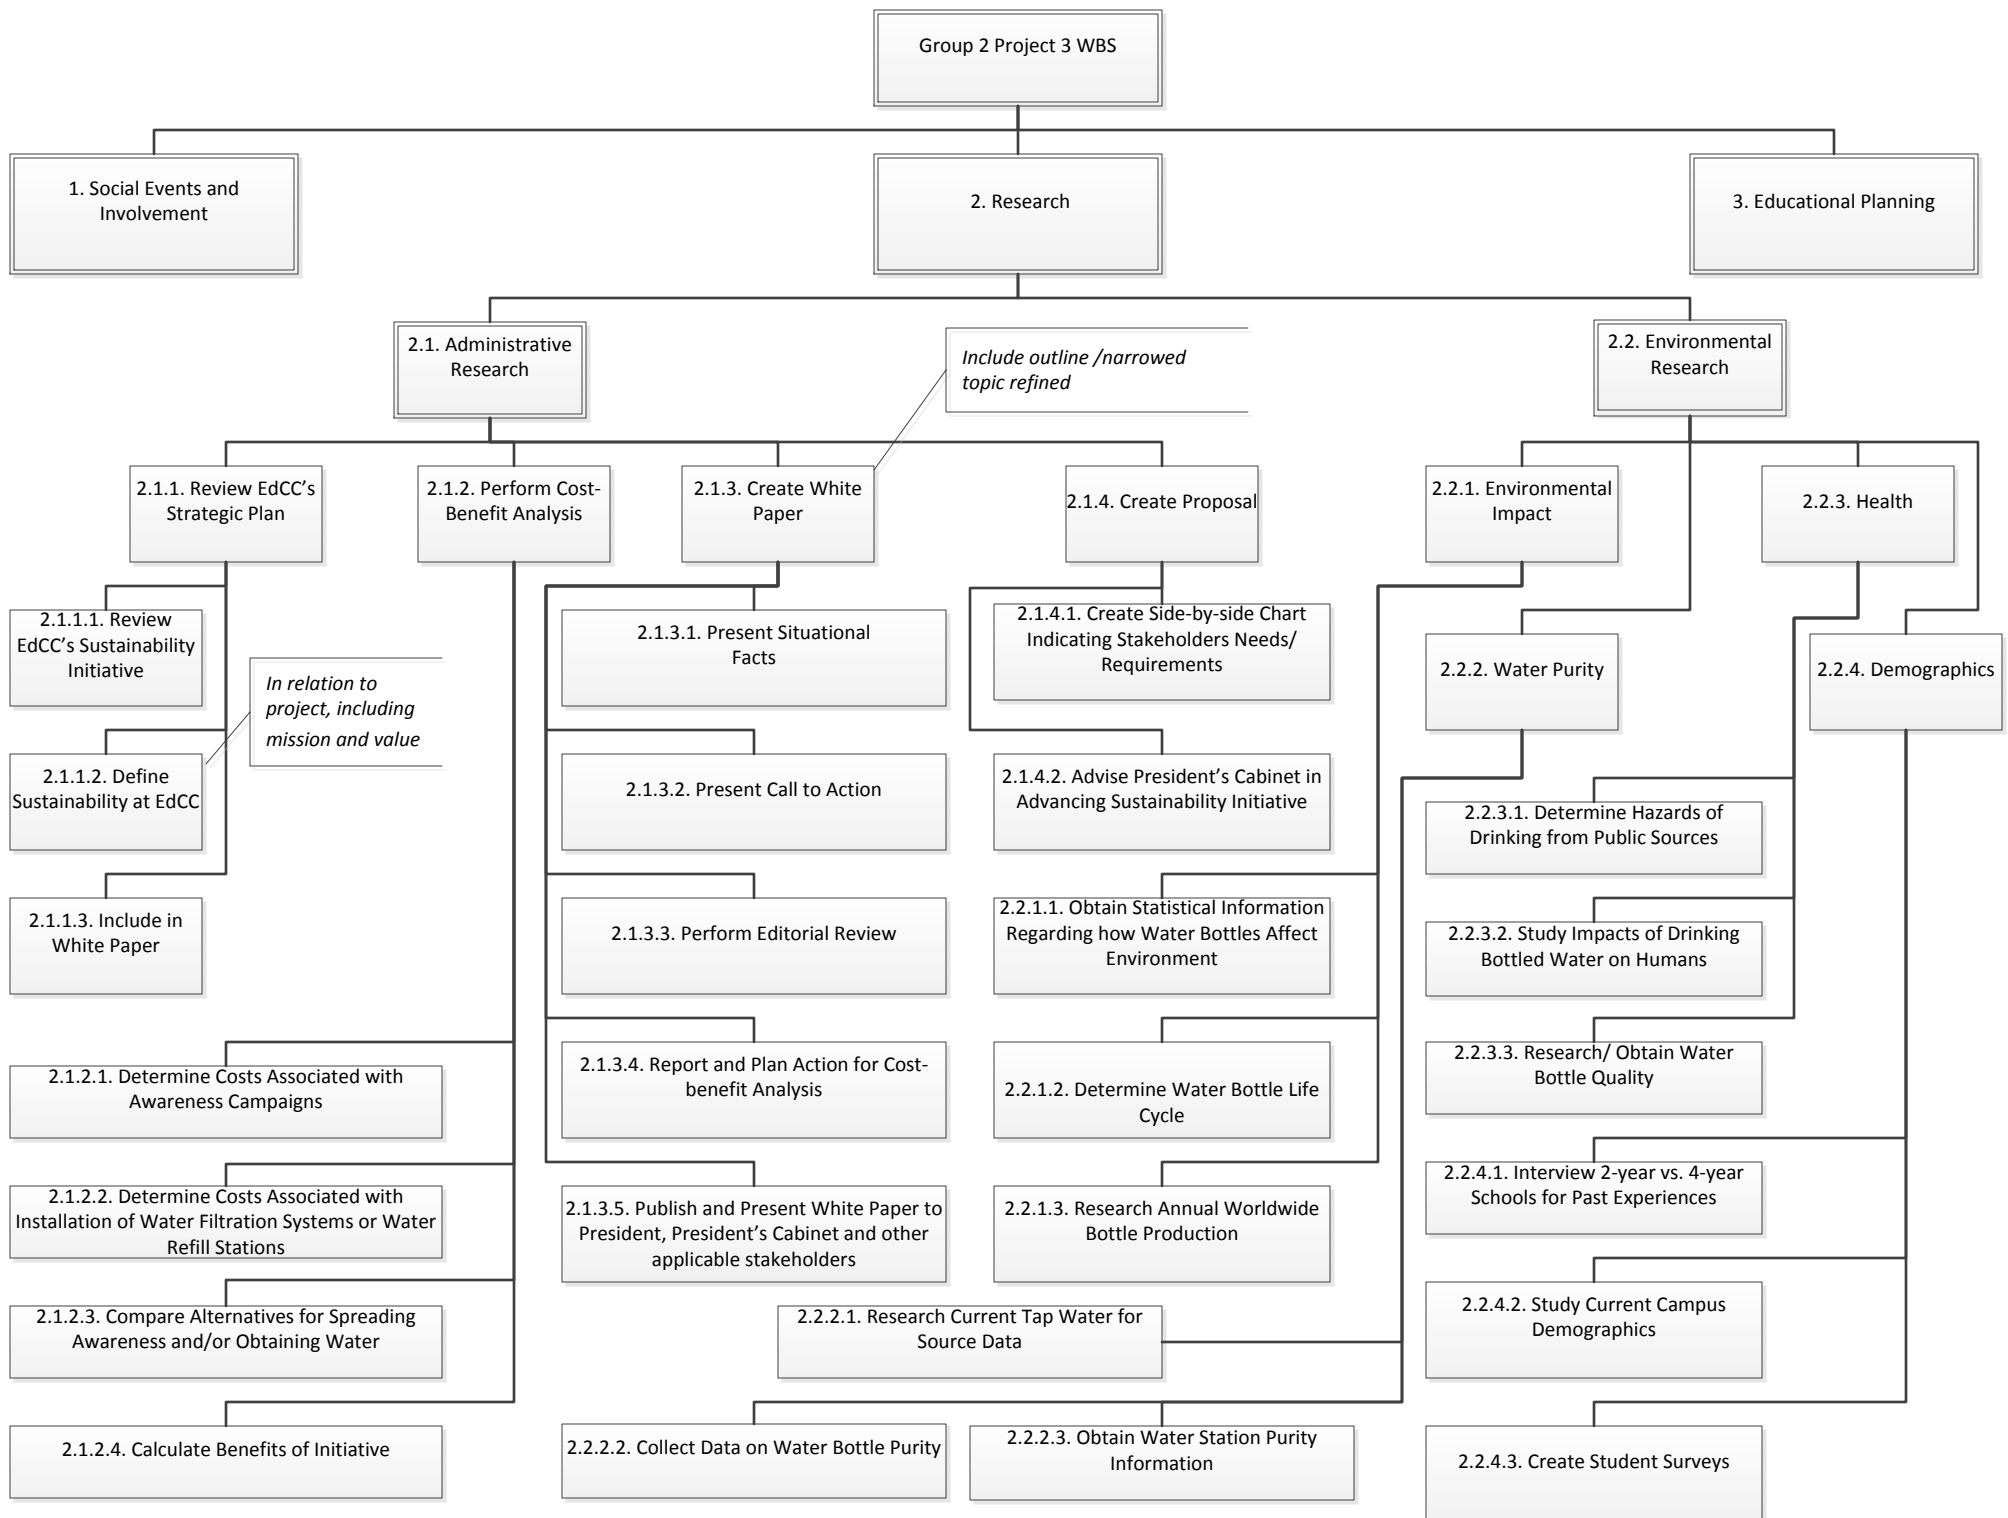 Group 2 Project 3 WBS
1. Social Events and
Involvement
2. Research
3. Educational Planning
2.1. Administrative
Research
Include outline /narrowed
topic refined
2.2. Environmental
Research
2.1.1. Review EdCC’s
Strategic Plan
2.1.2. Perform Cost-
Benefit Analysis
2.1.3. Create White
Paper
2.1.4. Create Proposal
2.2.1. Environmental
Impact
2.2.3. Health
2.1.1.1. Review
EdCC’s Sustainability
Initiative
2.1.3.1. Present Situational
Facts
2.1.4.1. Create Side-by-side Chart
Indicating Stakeholders Needs/
Requirements
2.2.2. Water Purity
2.2.4. Demographics
In relation to
project, including
mission and value
2.1.1.2. Define
Sustainability at EdCC
2.1.3.2. Present Call to Action
2.1.4.2. Advise President’s Cabinet in
Advancing Sustainability Initiative
2.2.3.1. Determine Hazards of
Drinking from Public Sources
2.1.1.3. Include in
White Paper
2.1.3.3. Perform Editorial Review
2.2.1.1. Obtain Statistical Information
Regarding how Water Bottles Affect
Environment
2.2.3.2. Study Impacts of Drinking
Bottled Water on Humans
2.1.2.1. Determine Costs Associated with
Awareness Campaigns
2.1.3.4. Report and Plan Action for Cost-
benefit Analysis
2.2.1.2. Determine Water Bottle Life
Cycle
2.2.3.3. Research/ Obtain Water
Bottle Quality
2.1.2.2. Determine Costs Associated with
Installation of Water Filtration Systems or Water
Refill Stations
2.1.3.5. Publish and Present White Paper to
President, President’s Cabinet and other
applicable stakeholders
2.2.1.3. Research Annual Worldwide
Bottle Production
2.2.4.1. Interview 2-year vs. 4-year
Schools for Past Experiences
2.1.2.3. Compare Alternatives for Spreading
Awareness and/or Obtaining Water
2.2.2.1. Research Current Tap Water for
Source Data
2.2.4.2. Study Current Campus
Demographics
2.1.2.4. Calculate Benefits of Initiative
2.2.2.2. Collect Data on Water Bottle Purity
2.2.2.3. Obtain Water Station Purity
Information
2.2.4.3. Create Student Surveys